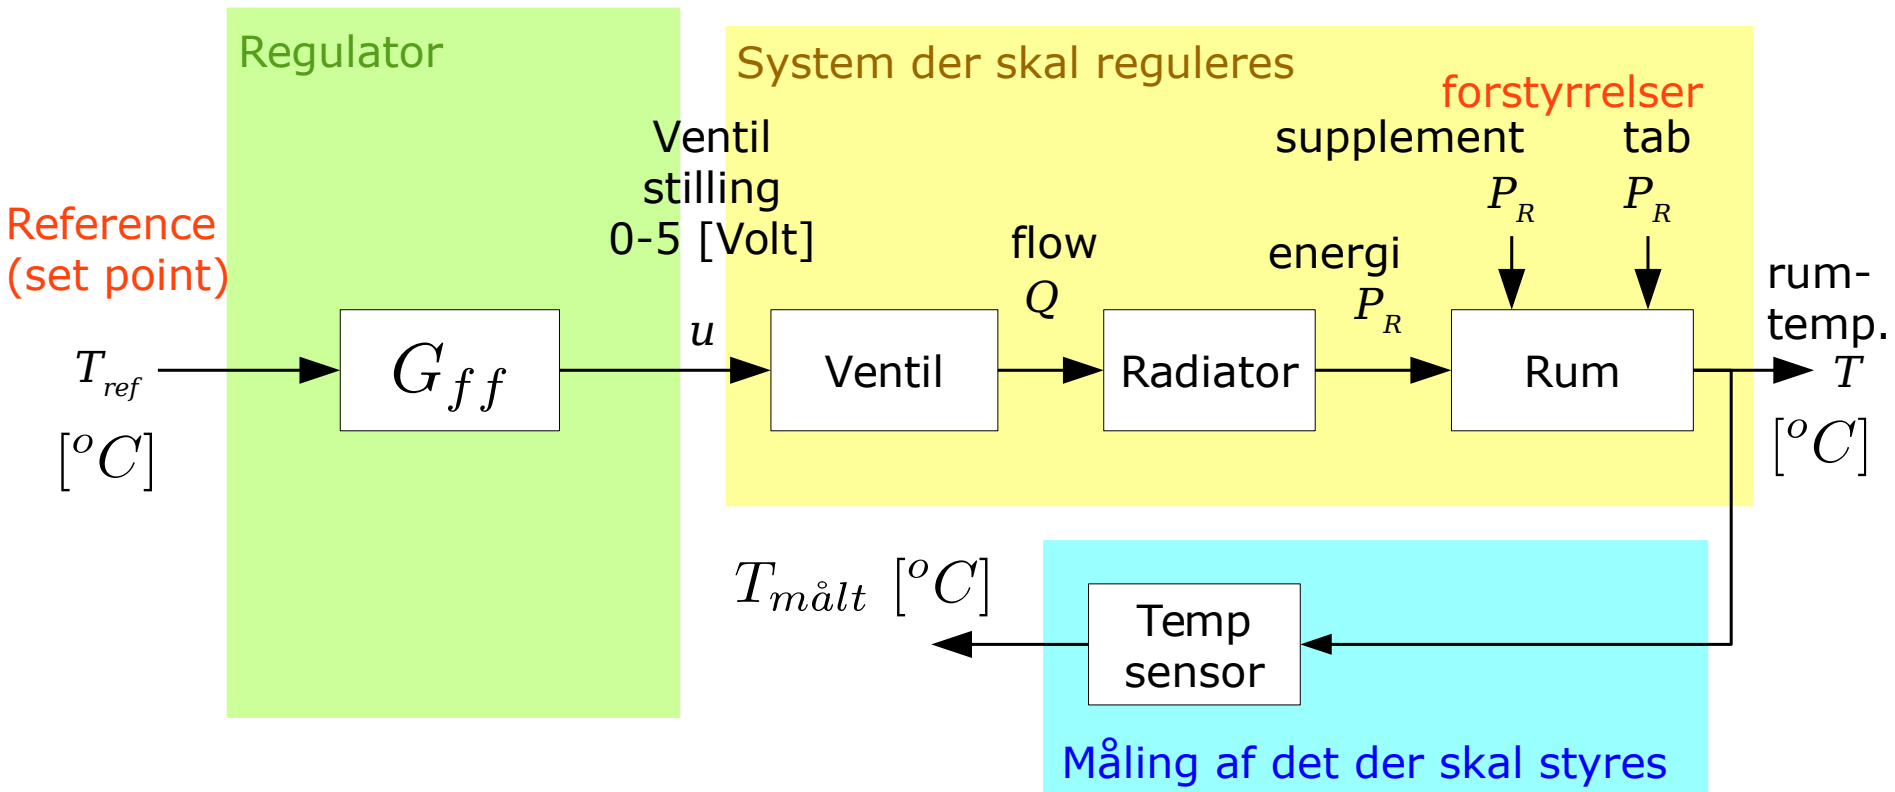 Regulator
System der skal reguleres
forstyrrelser
Ventil
stilling
0-5 [Volt]
supplement
tab
P_R
P_R
Reference
(set point)
flow
Q
energi
P_R
rum-
temp.
T_ref
G_ff
u
Ventil
Radiator
Rum
T
[°C]
[°C]
T_målt [°C]
Temp
sensor
Måling af det der skal styres